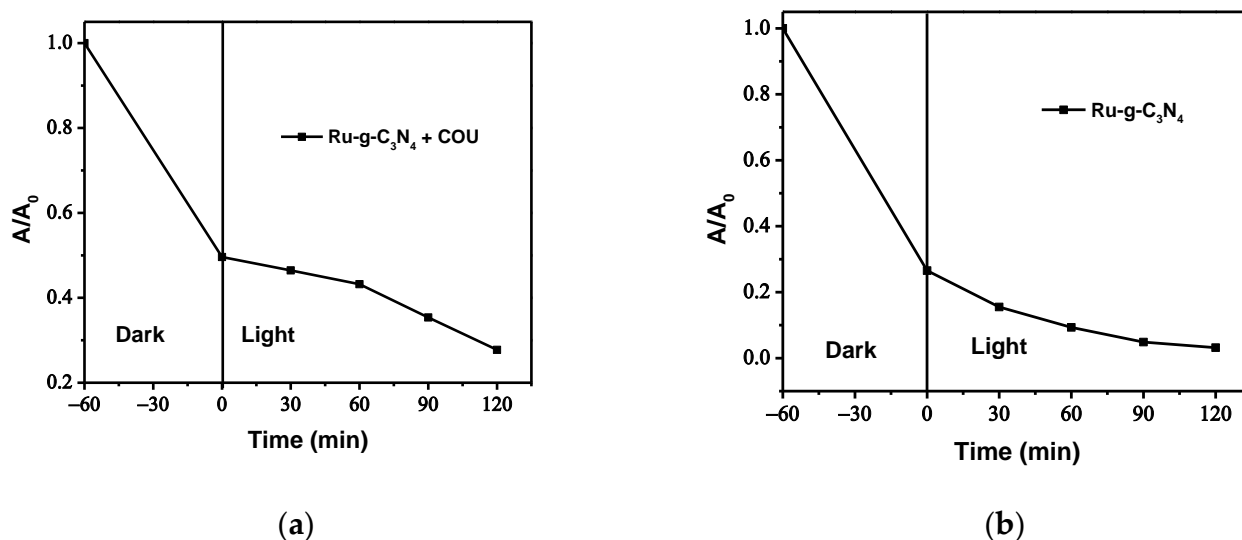 1.0
0.8
0.6
0.4
0.2
A/A₀
Ru-g-C₃N₄ + COU
Dark
Light
−60 −30 0 30 60 90 120
Time (min)
(a)
1.0
0.8
0.6
0.4
0.2
0.0
A/A₀
Ru-g-C₃N₄
Dark
Light
−60 −30 0 30 60 90 120
Time (min)
(b)